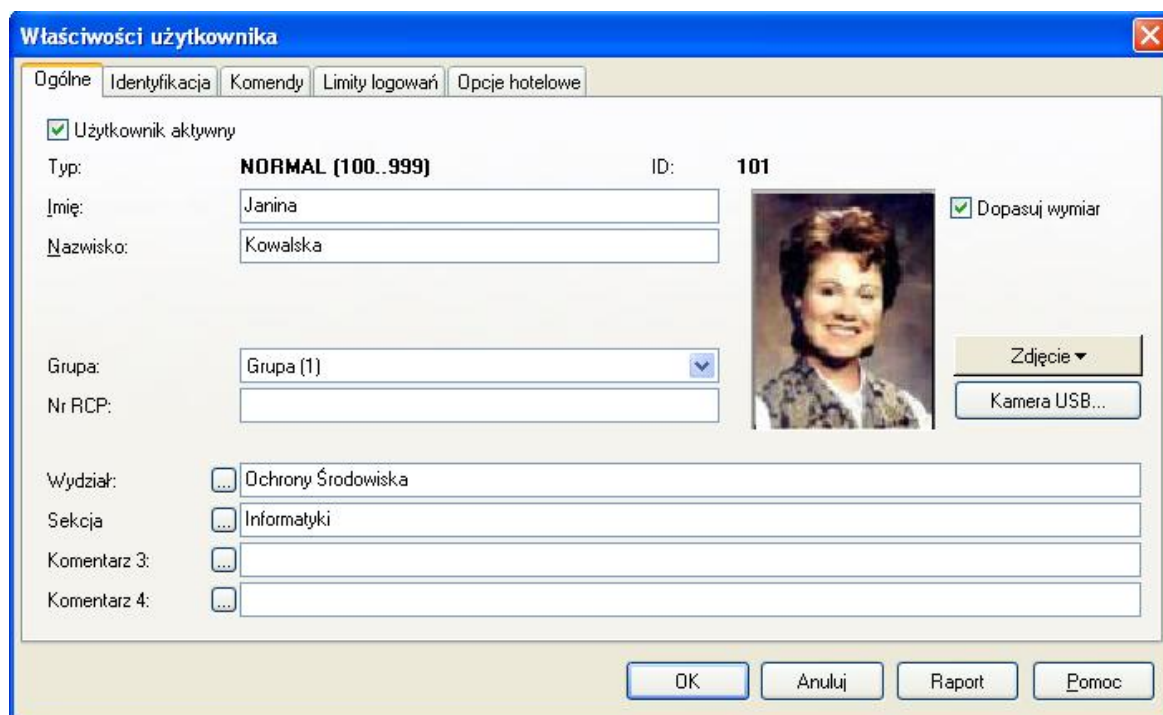 Właściwości użytkownika
Ogólne Identyfikacja Komendy Limity logowań Opcje hotelowe
Użytkownik aktywny
Typ: NORMAL (100..999) ID: 101
Imię: Janina Dopasuj wymiar
Nazwisko: Kowalska
Grupa: Grupa (1) Zdjęcie
Nr RCP: Kamera USB...
Wydział: ... Ochrony Środowiska
Sekcja ... Informatyki
Komentarz 3: ...
Komentarz 4: ...
OK Anuluj Raport Pomoc